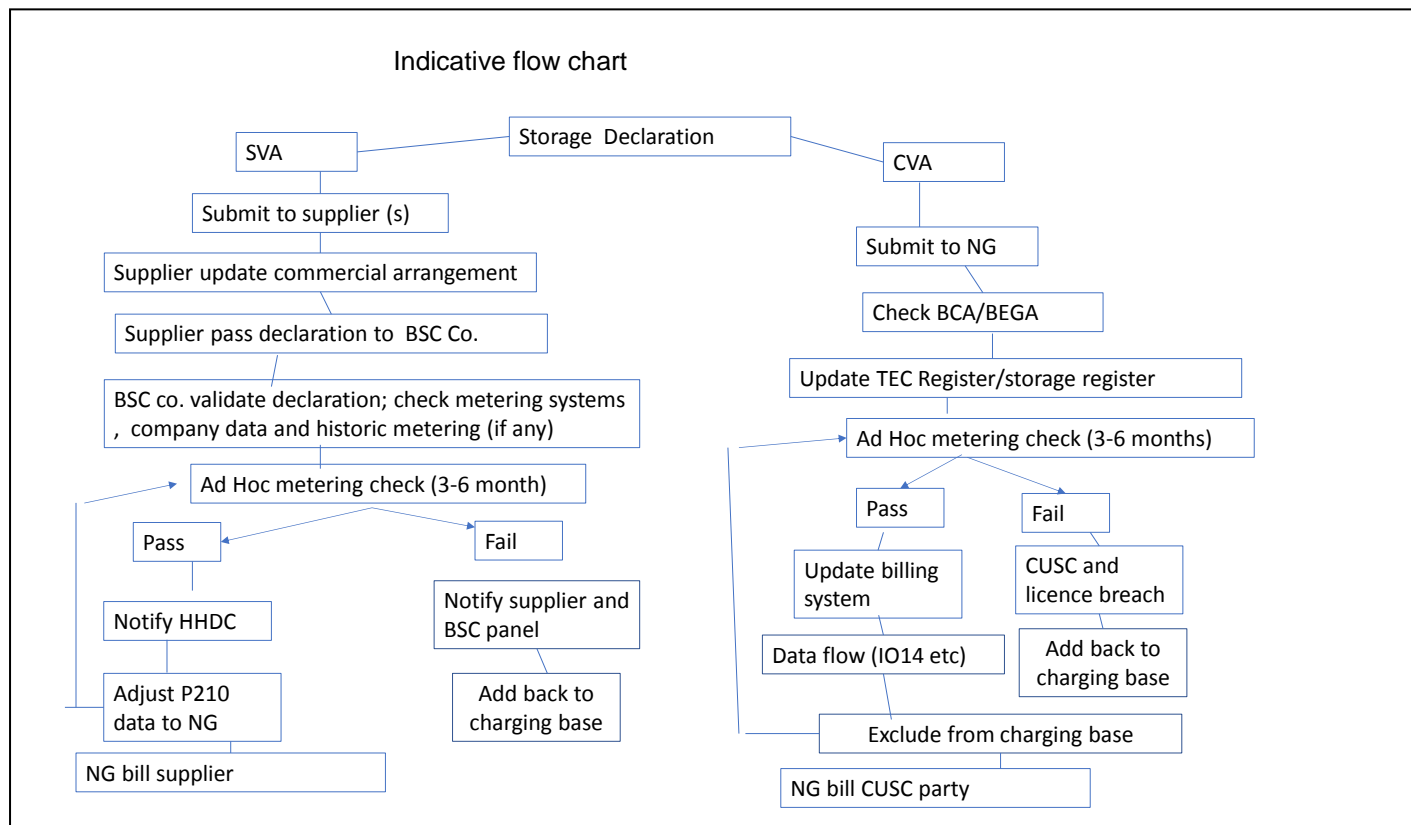 Indicative flow chart
Storage  Declaration
SVA
CVA
Submit to supplier (s)
Submit to NG
Supplier update commercial arrangement
Check BCA/BEGA
Supplier pass declaration to  BSC Co.
Update TEC Register/storage register
BSC co. validate declaration; check metering systems
,  company data and historic metering (if any)
Ad Hoc metering check (3-6 months)
Ad Hoc metering check (3-6 month)
Pass
Fail
Pass
Fail
Update billing
system
CUSC and
licence breach
Notify HHDC
Notify supplier and
BSC panel
Data flow (IO14 etc)
Add back to
charging base
Adjust P210
data to NG
Add back to
charging base
Exclude from charging base
NG bill supplier
NG bill CUSC party